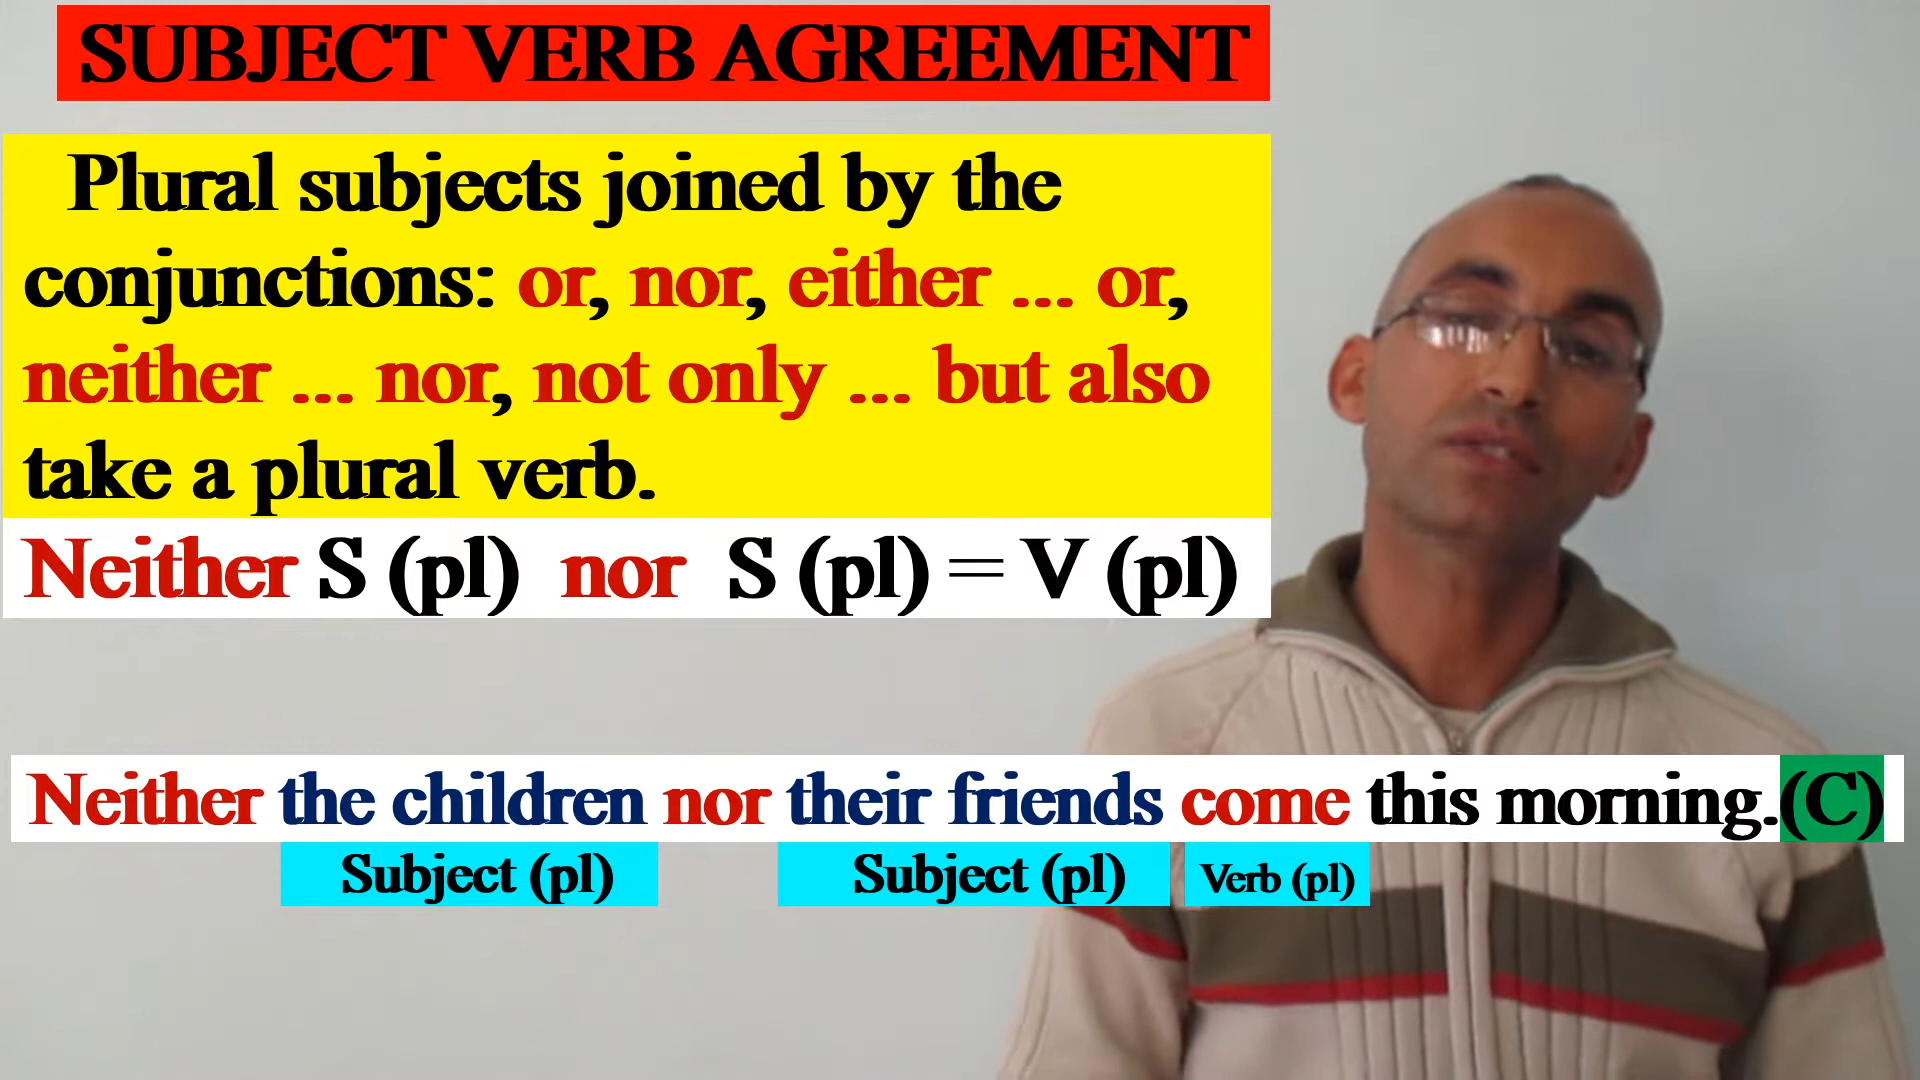 SUBJECT VERB AGREEMENT
Plural subjects joined by the
conjunctions: or, nor, either ... or,
neither ... nor, not only ... but also
take a plural verb.
Neither S (pl) nor S (pl) = V (pl)
Neither the children nor their friends come this morning.(C)
Subject (pl) Subject (pl) Verb (pl)